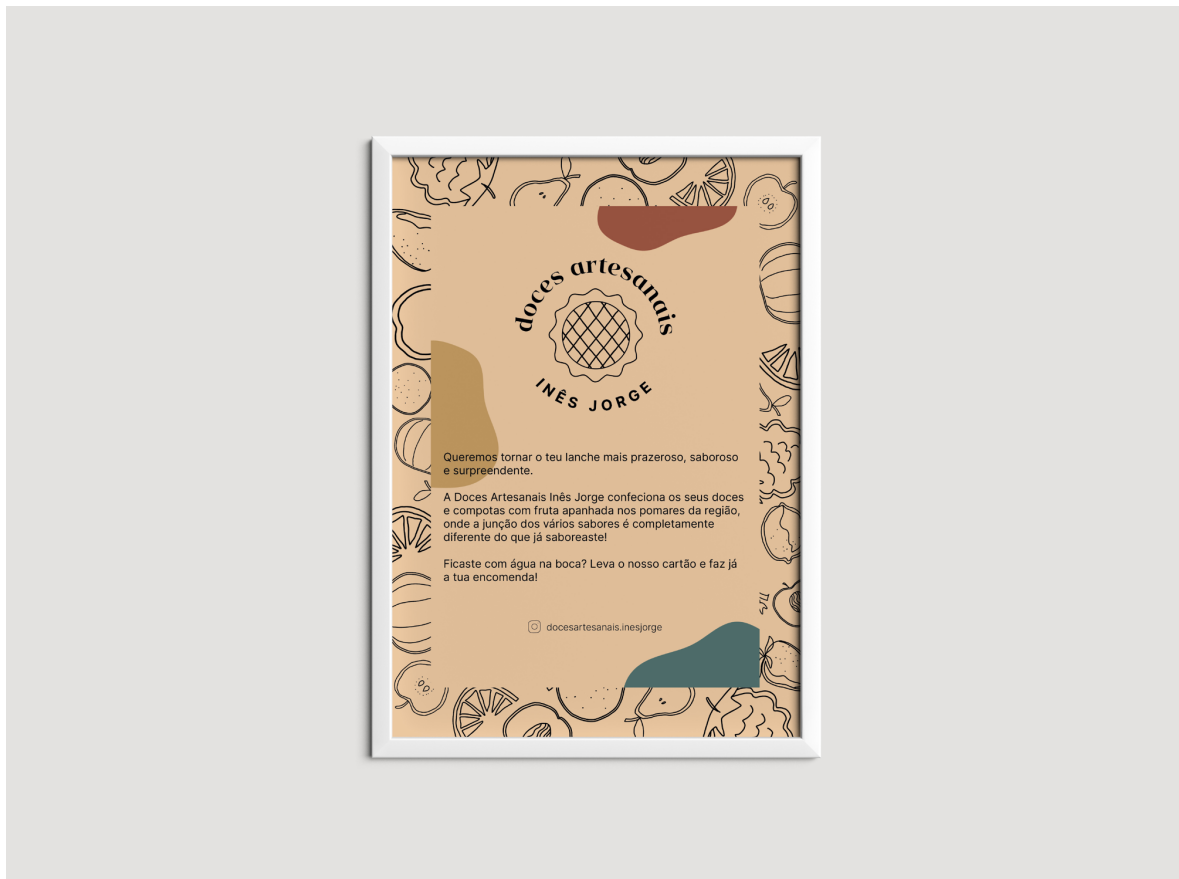 doces artesanais
INÊS JORGE
Queremos tornar o teu lanche mais prazeroso, saboroso
e surpreendente.
A Doces Artesanais Inês Jorge confeciona os seus doces
e compotas com fruta apanhada nos pomares da região,
onde a junção dos vários sabores é completamente
diferente do que já saboreaste!
Ficaste com água na boca? Leva o nosso cartão e faz já
a tua encomenda!
docesartesanais.inesjorge